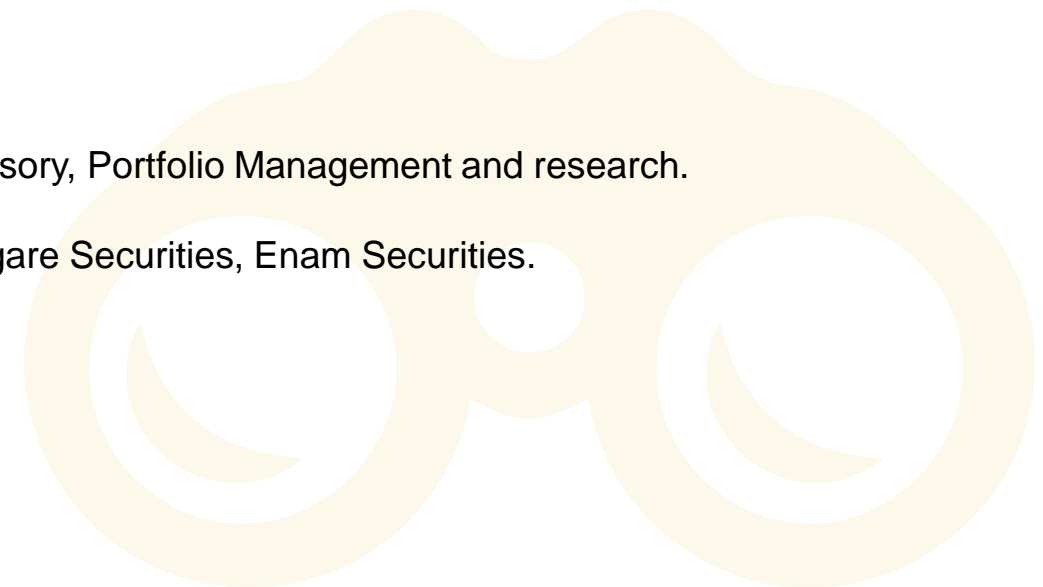 sory, Portfolio Management and research.
gare Securities, Enam Securities.